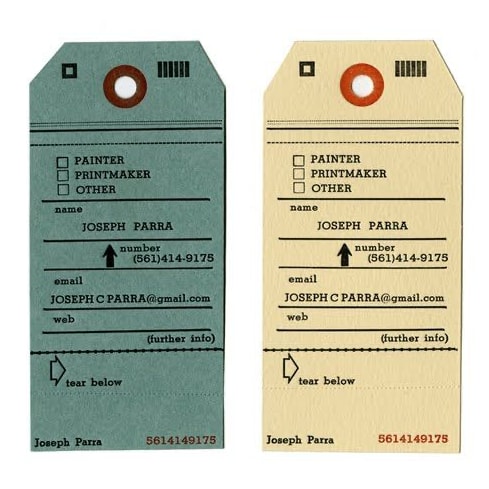 PAINTER
PRINTMAKER
OTHER
name
JOSEPH PARRA
number
(561)414-9175
email
JOSEPH C PARRA@gmail.com
web
(further info)
tear below
Joseph Parra 5614149175
PAINTER
PRINTMAKER
OTHER
name
JOSEPH PARRA
number
(561)414-9175
email
JOSEPH C PARRA@gmail.com
web
(further info)
tear below
Joseph Parra 5614149175